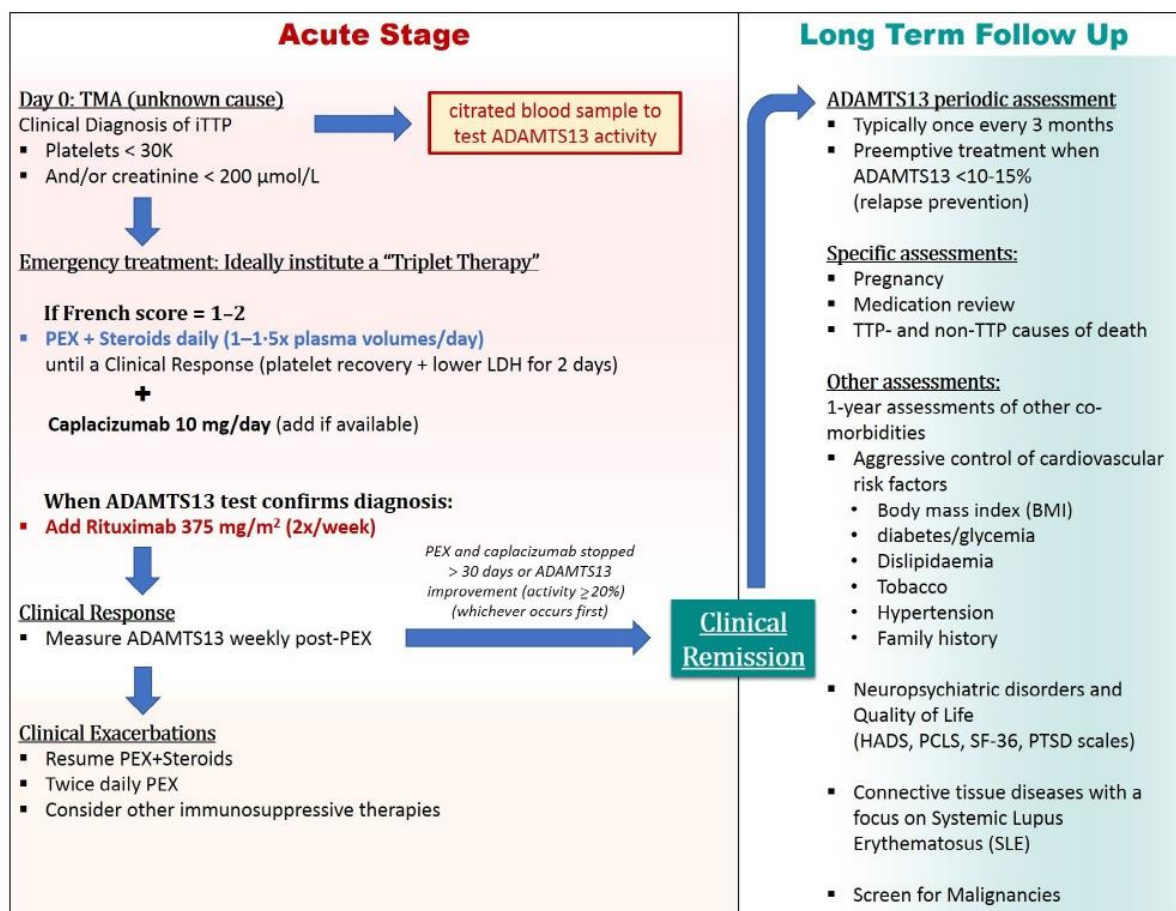 Acute Stage
Day 0: TMA (unknown cause)
Clinical Diagnosis of iTTP
▪ Platelets < 30K
▪ And/or creatinine < 200 µmol/L
citrated blood sample to
test ADAMTS13 activity
Emergency treatment: Ideally institute a “Triplet Therapy”
If French score = 1–2
▪ PEX + Steroids daily (1–1·5x plasma volumes/day)
until a Clinical Response (platelet recovery + lower LDH for 2 days)
+
Caplacizumab 10 mg/day (add if available)
When ADAMTS13 test confirms diagnosis:
▪ Add Rituximab 375 mg/m² (2x/week)
Clinical Response
▪ Measure ADAMTS13 weekly post-PEX
PEX and caplacizumab stopped
> 30 days or ADAMTS13
improvement (activity ≥20%)
(whichever occurs first)
Clinical
Remission
Clinical Exacerbations
▪ Resume PEX+Steroids
▪ Twice daily PEX
▪ Consider other immunosuppressive therapies
Long Term Follow Up
ADAMTS13 periodic assessment
▪ Typically once every 3 months
▪ Preemptive treatment when
ADAMTS13 <10-15%
(relapse prevention)
Specific assessments:
▪ Pregnancy
▪ Medication review
▪ TTP- and non-TTP causes of death
Other assessments:
1-year assessments of other co-
morbidities
▪ Aggressive control of cardiovascular
risk factors
• Body mass index (BMI)
• diabetes/glycemia
• Dislipidaemia
• Tobacco
• Hypertension
• Family history
▪ Neuropsychiatric disorders and
Quality of Life
(HADS, PCLS, SF-36, PTSD scales)
▪ Connective tissue diseases with a
focus on Systemic Lupus
Erythematosus (SLE)
▪ Screen for Malignancies